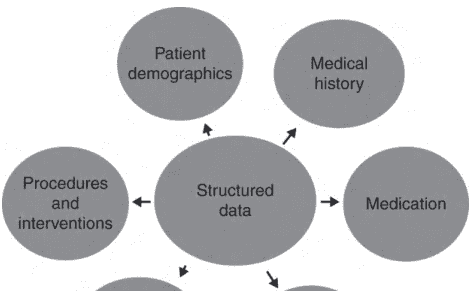 Patient
demographics
Medical
history
Procedures
and
interventions
Structured
data
Medication